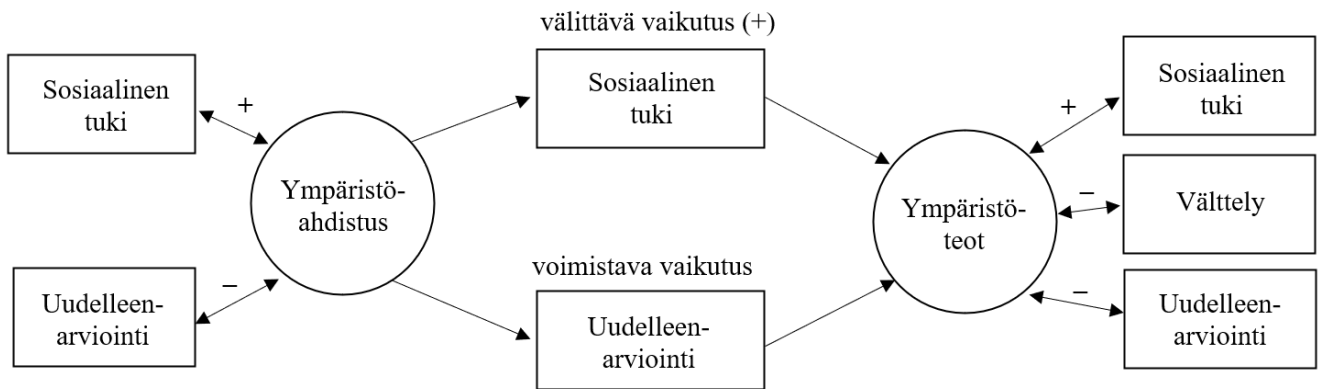 Sosiaalinen
tuki
+
Ympäristö-
ahdistus
Uudelleen-
arviointi
–
välittävä vaikutus (+)
Sosiaalinen
tuki
voimistava vaikutus
Uudelleen-
arviointi
Ympäristö-
teot
+
Sosiaalinen
tuki
–
Välttely
–
Uudelleen-
arviointi